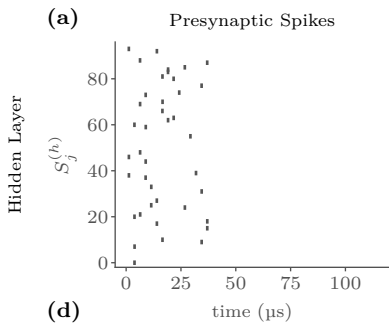 (a) Presynaptic Spikes
Hidden Layer
S_j^{(h)}
80
60
40
20
0
0 25 50 75 100
time (µs)
(d)